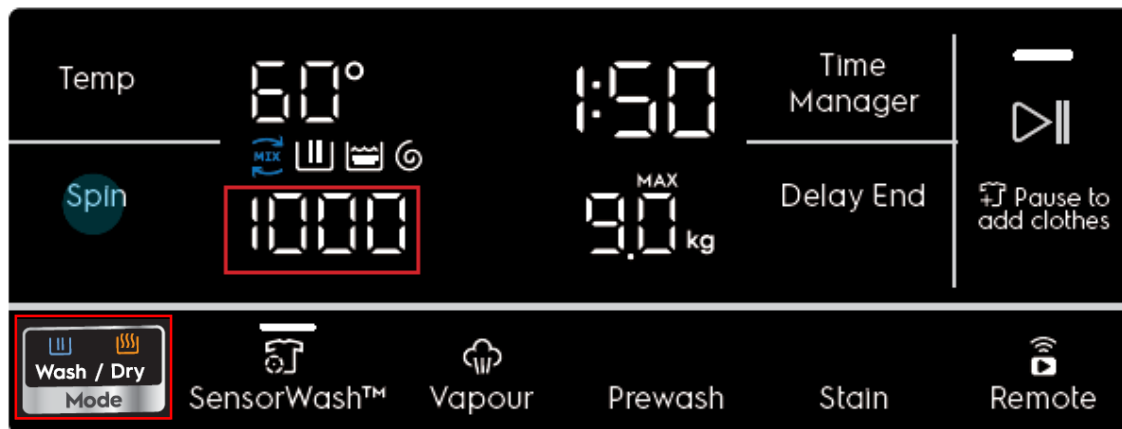 Temp
60°
1:50
Time
Manager
MIX
Spin
1000
MAX
9.0 kg
Delay End
Pause to
add clothes
Wash / Dry
Mode
SensorWash™
Vapour
Prewash
Stain
Remote